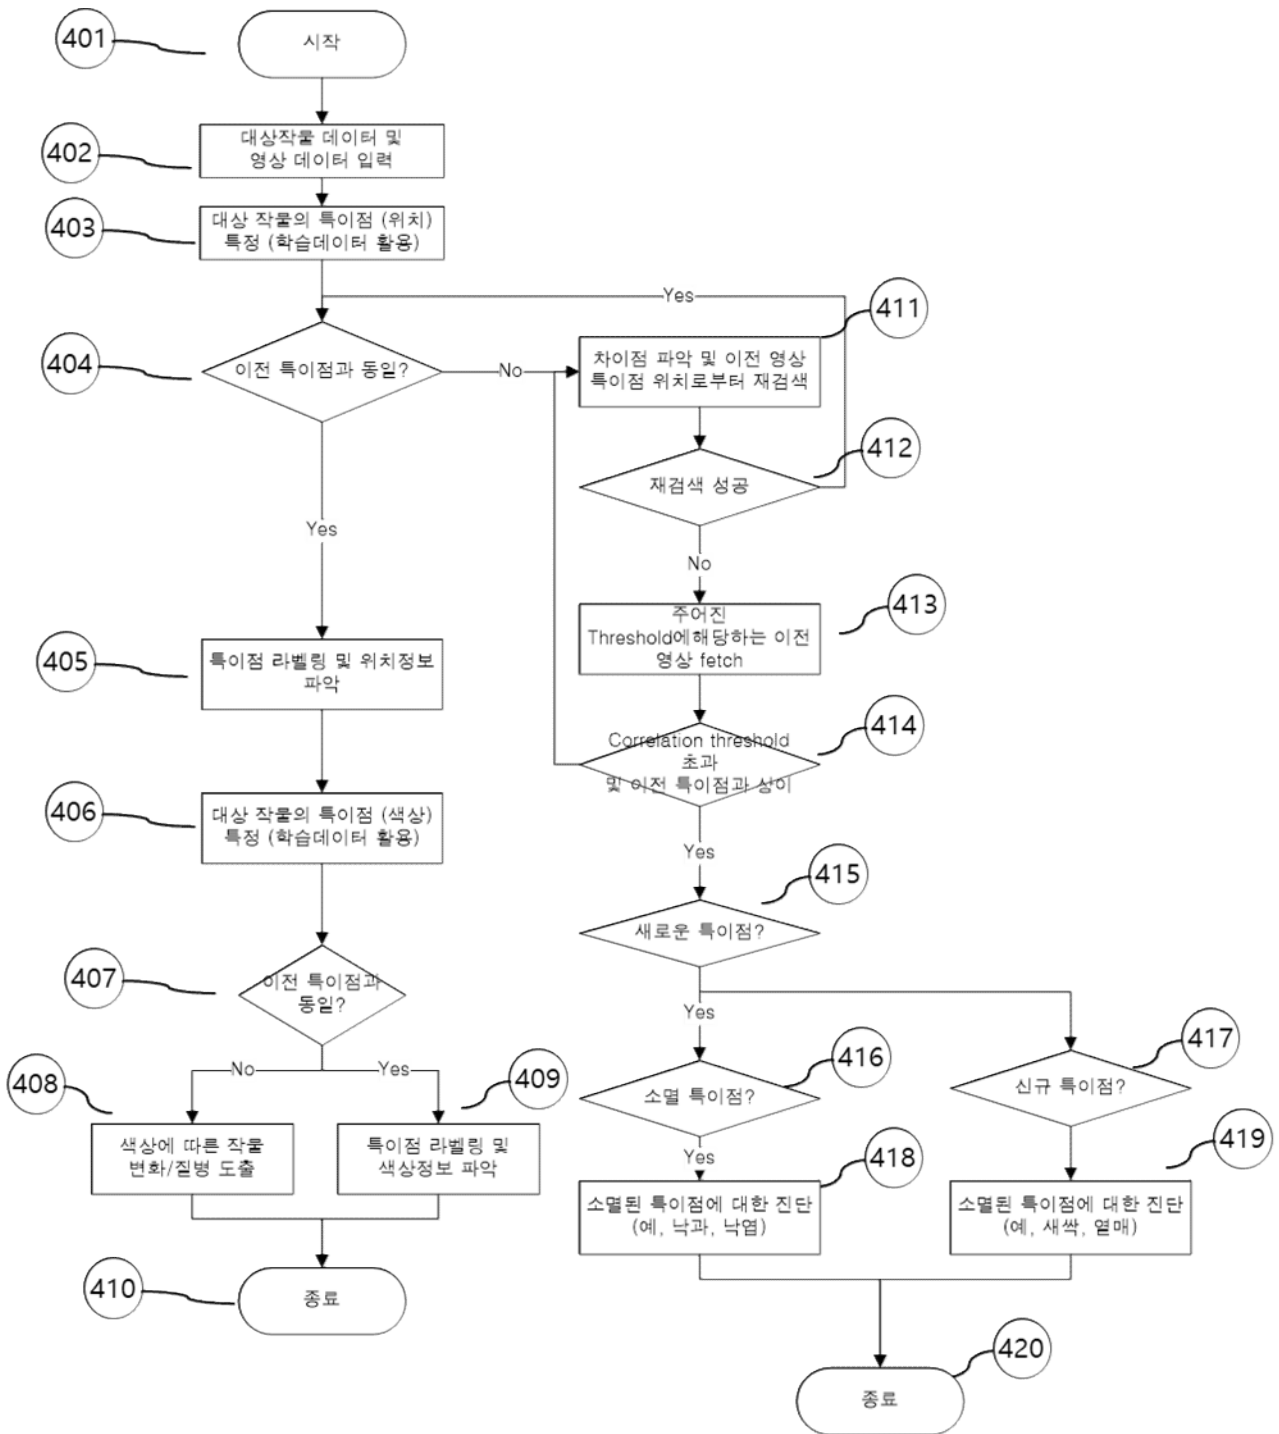 401
시작
402
대상작물 데이터 및
영상 데이터 입력
403
대상 작물의 특이점 (위치)
특정 (학습데이터 활용)
Yes
404
이전 특이점과 동일?
No
411
차이점 파악 및 이전 영상
특이점 위치로부터 재검색
412
재검색 성공
Yes
No
413
주어진
Threshold에해당하는 이전
영상 fetch
405
특이점 라벨링 및 위치정보
파악
414
Correlation threshold
초과
및 이전 특이점과 상이
406
대상 작물의 특이점 (색상)
특정 (학습데이터 활용)
Yes
415
새로운 특이점?
407
이전 특이점과
동일?
Yes
416
소멸 특이점?
417
신규 특이점?
No
Yes
408
색상에 따른 작물
변화/질병 도출
409
특이점 라벨링 및
색상정보 파악
Yes
418
소멸된 특이점에 대한 진단
(예, 낙과, 낙엽)
419
소멸된 특이점에 대한 진단
(예, 새싹, 열매)
410
종료
420
종료